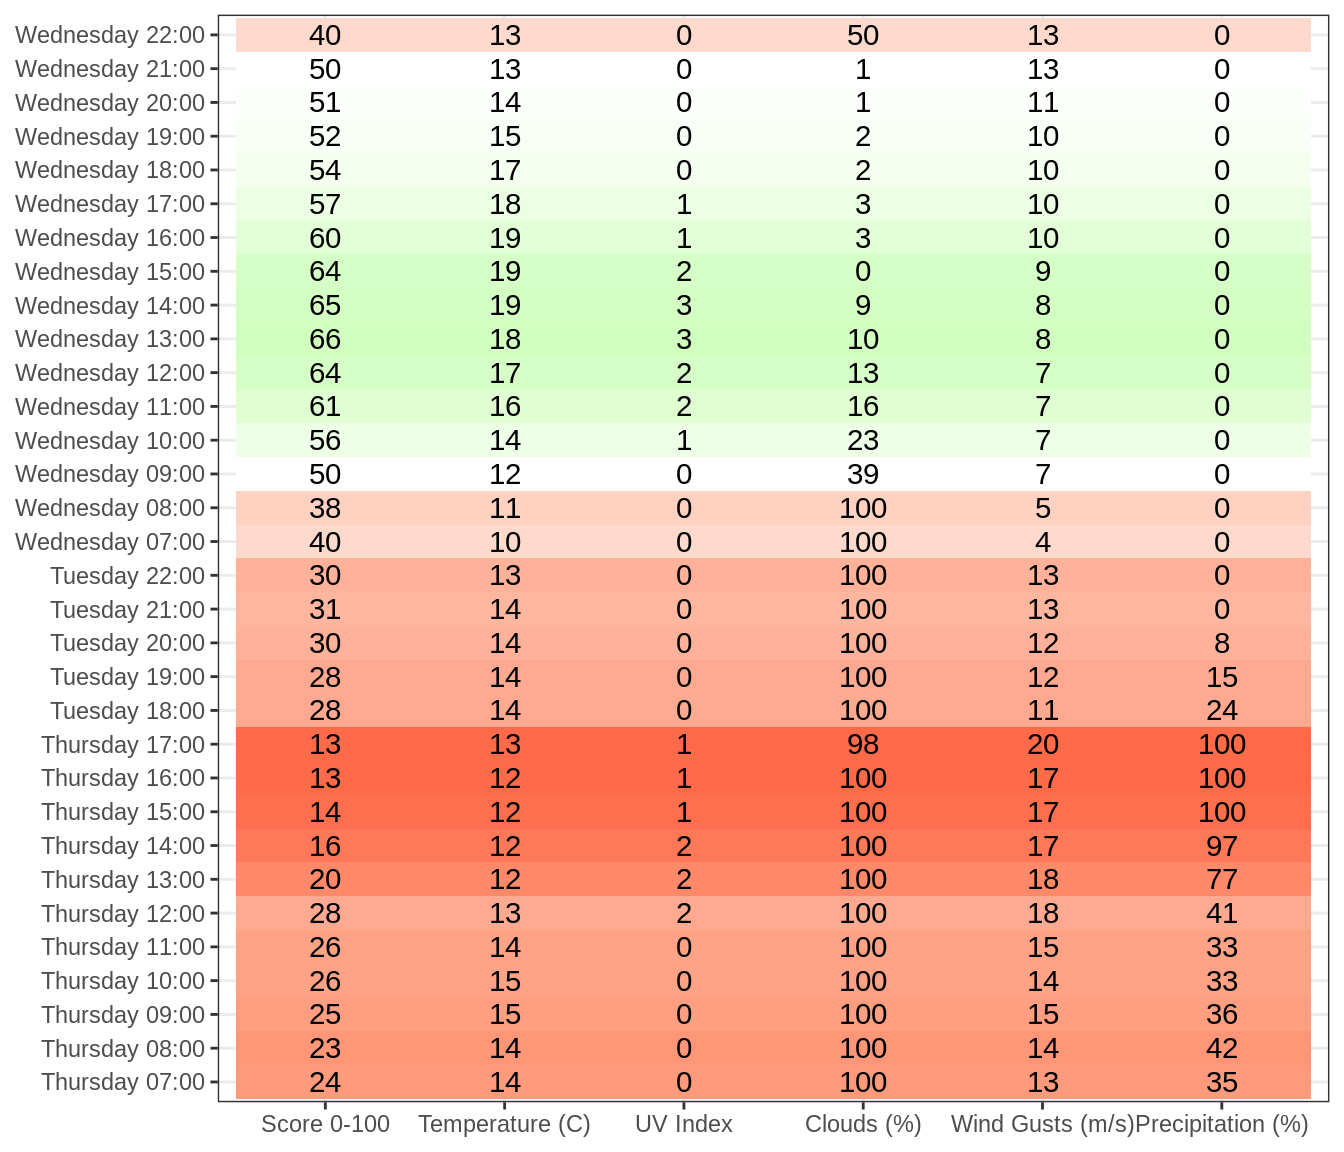 Wednesday 22:00 40 13 0 50 13 0
Wednesday 21:00 50 13 0 1 13 0
Wednesday 20:00 51 14 0 1 11 0
Wednesday 19:00 52 15 0 2 10 0
Wednesday 18:00 54 17 0 2 10 0
Wednesday 17:00 57 18 1 3 10 0
Wednesday 16:00 60 19 1 3 10 0
Wednesday 15:00 64 19 2 0 9 0
Wednesday 14:00 65 19 3 9 8 0
Wednesday 13:00 66 18 3 10 8 0
Wednesday 12:00 64 17 2 13 7 0
Wednesday 11:00 61 16 2 16 7 0
Wednesday 10:00 56 14 1 23 7 0
Wednesday 09:00 50 12 0 39 7 0
Wednesday 08:00 38 11 0 100 5 0
Wednesday 07:00 40 10 0 100 4 0
Tuesday 22:00 30 13 0 100 13 0
Tuesday 21:00 31 14 0 100 13 0
Tuesday 20:00 30 14 0 100 12 8
Tuesday 19:00 28 14 0 100 12 15
Tuesday 18:00 28 14 0 100 11 24
Thursday 17:00 13 13 1 98 20 100
Thursday 16:00 13 12 1 100 17 100
Thursday 15:00 14 12 1 100 17 100
Thursday 14:00 16 12 2 100 17 97
Thursday 13:00 20 12 2 100 18 77
Thursday 12:00 28 13 2 100 18 41
Thursday 11:00 26 14 0 100 15 33
Thursday 10:00 26 15 0 100 14 33
Thursday 09:00 25 15 0 100 15 36
Thursday 08:00 23 14 0 100 14 42
Thursday 07:00 24 14 0 100 13 35
Score 0-100 Temperature (C) UV Index Clouds (%) Wind Gusts (m/s) Precipitation (%)